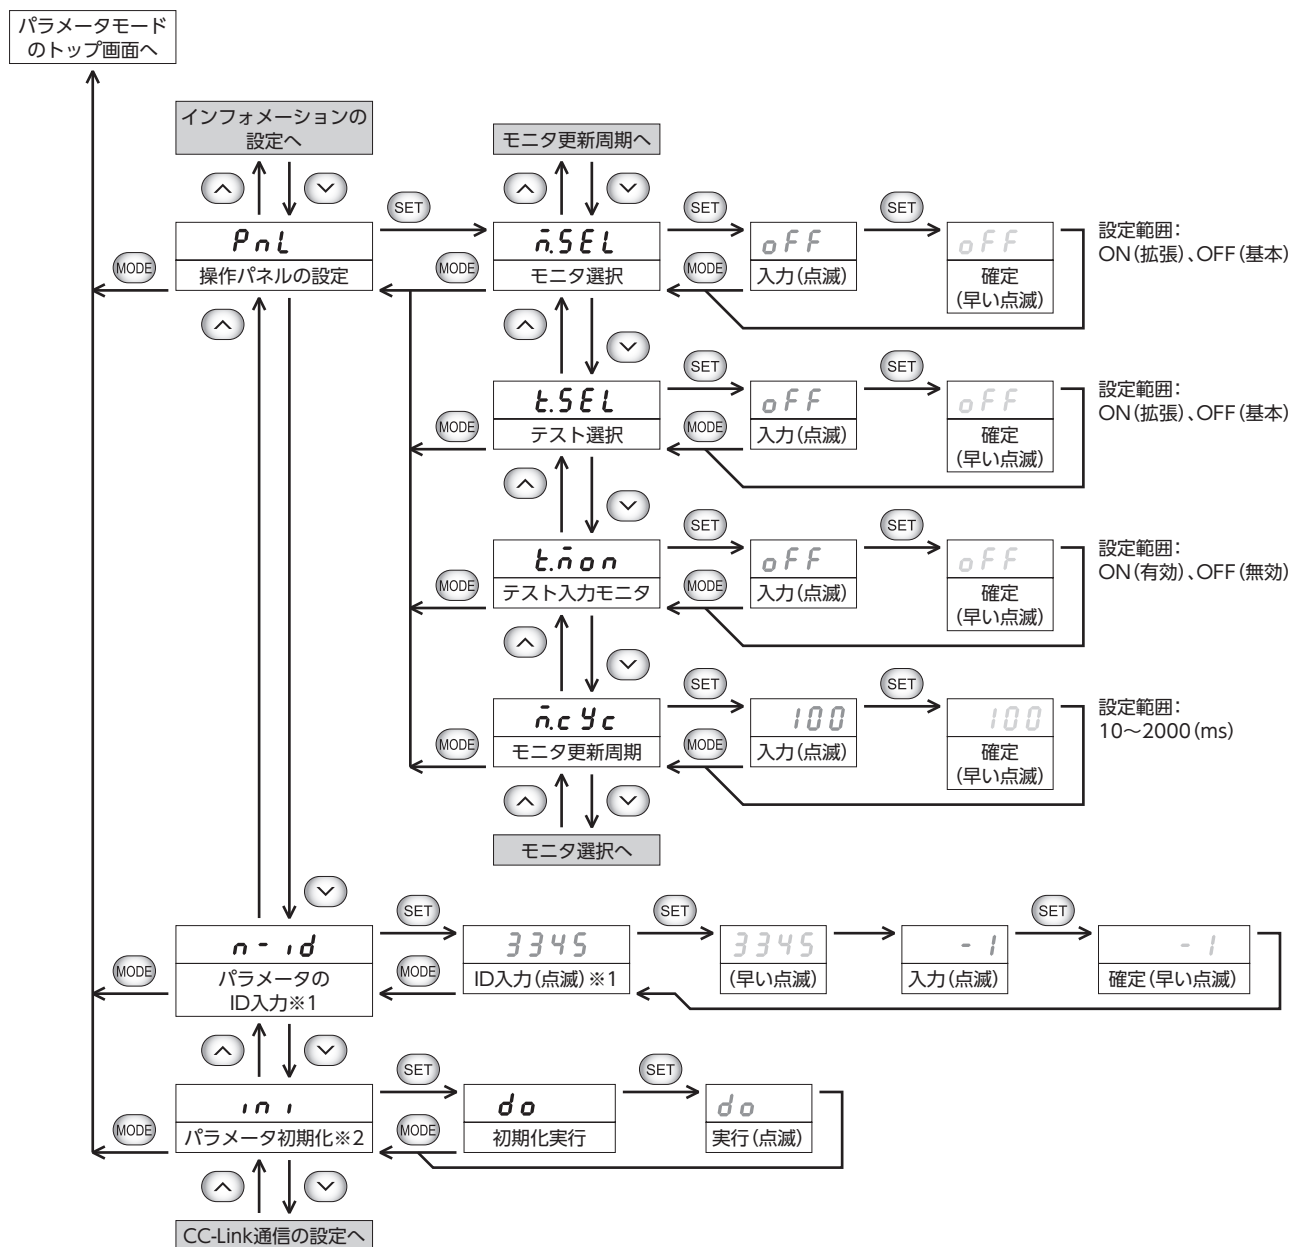 パラメータモード
のトップ画面へ
インフォメーションの
設定へ
モニタ更新周期へ
SET
SET
SET
PnL
操作パネルの設定
MODE
M.SEL
モニタ選択
MODE
oFF
入力(点滅)
MODE
oFF
確定
(早い点滅)
設定範囲:
ON(拡張)、OFF(基本)
SET
SET
t.SEL
テスト選択
MODE
oFF
入力(点滅)
MODE
oFF
確定
(早い点滅)
設定範囲:
ON(拡張)、OFF(基本)
SET
SET
t.Mon
テスト入力モニタ
MODE
oFF
入力(点滅)
MODE
oFF
確定
(早い点滅)
設定範囲:
ON(有効)、OFF(無効)
SET
SET
M.cYc
モニタ更新周期
MODE
100
入力(点滅)
MODE
100
確定
(早い点滅)
設定範囲:
10~2000(ms)
モニタ選択へ
SET
SET
SET
n-id
パラメータの
ID入力※1
MODE
3345
ID入力(点滅)※1
MODE
3345
(早い点滅)
-1
入力(点滅)
-1
確定(早い点滅)
SET
SET
ini
パラメータ初期化※2
MODE
do
初期化実行
MODE
do
実行(点滅)
CC-Link通信の設定へ